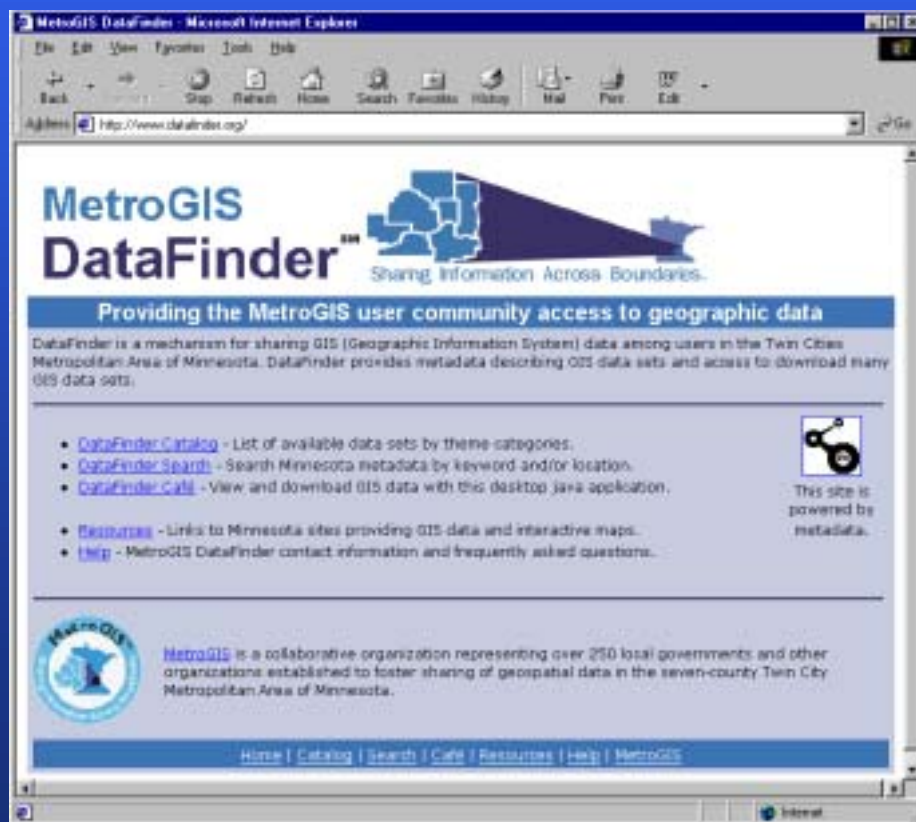 MetroGIS DataFinder - Microsoft Internet Explorer
File Edit View Favorites Tools Help
Back Stop Refresh Home Search Favorites History Mail Print Edit
Address http://www.datafinder.org/ Go
MetroGIS
DataFinder℠
Sharing Information Across Boundaries.
Providing the MetroGIS user community access to geographic data
DataFinder is a mechanism for sharing GIS (Geographic Information System) data among users in the Twin Cities
Metropolitan Area of Minnesota. DataFinder provides metadata describing GIS data sets and access to download many
GIS data sets.
• DataFinder Catalog - List of available data sets by theme categories.
• DataFinder Search - Search Minnesota metadata by keyword and/or location.
• DataFinder Café - View and download GIS data with this desktop java application.
• Resources - Links to Minnesota sites providing GIS data and interactive maps.
• Help - MetroGIS DataFinder contact information and frequently asked questions.
This site is
powered by
metadata.
MetroGIS
MetroGIS is a collaborative organization representing over 250 local governments and other
organizations established to foster sharing of geospatial data in the seven-county Twin City
Metropolitan Area of Minnesota.
Home | Catalog | Search | Café | Resources | Help | MetroGIS
Internet